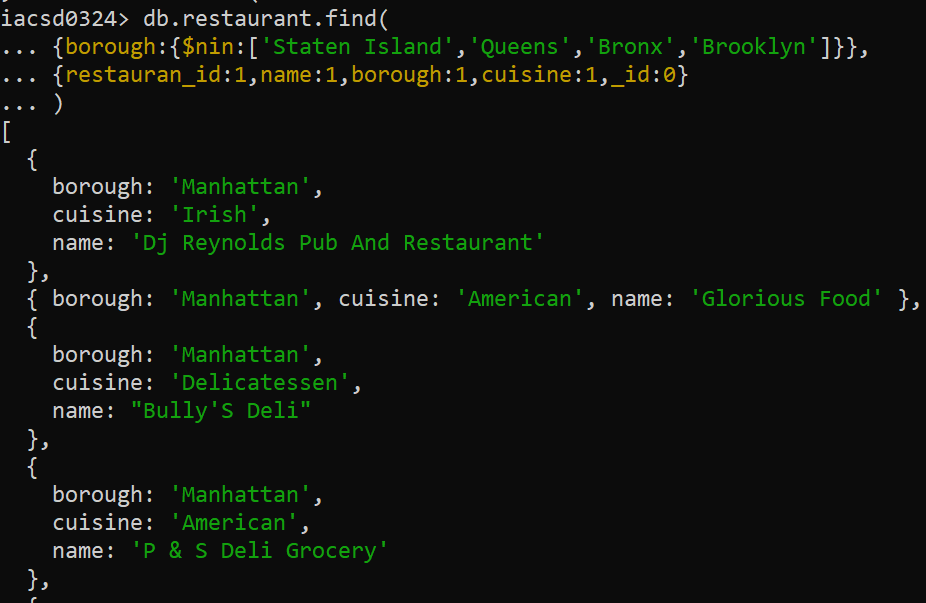 iacsd0324> db.restaurant.find(
... {borough:{$nin:['Staten Island','Queens','Bronx','Brooklyn']}},
... {restauran_id:1,name:1,borough:1,cuisine:1,_id:0}
... )
[
  {
    borough: 'Manhattan',
    cuisine: 'Irish',
    name: 'Dj Reynolds Pub And Restaurant'
  },
  { borough: 'Manhattan', cuisine: 'American', name: 'Glorious Food' },
  {
    borough: 'Manhattan',
    cuisine: 'Delicatessen',
    name: "Bully'S Deli"
  },
  {
    borough: 'Manhattan',
    cuisine: 'American',
    name: 'P & S Deli Grocery'
  },
  {